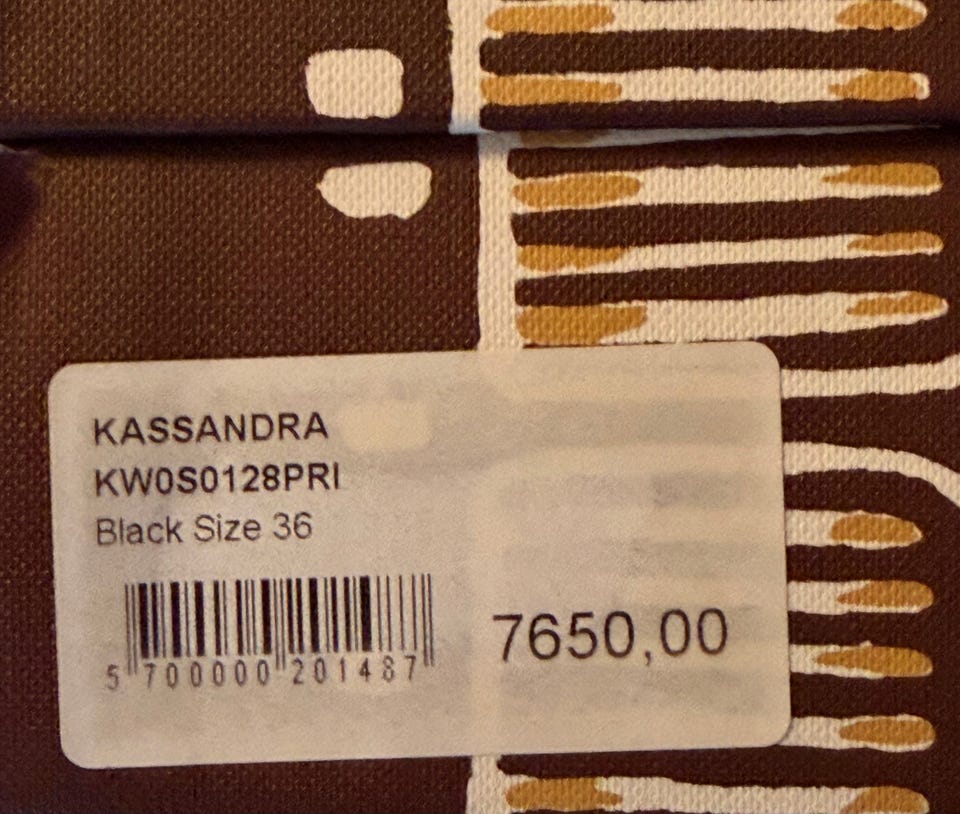 KASSANDRA
KW0S0128PRI
Black Size 36
7650,00
5 700000 201487